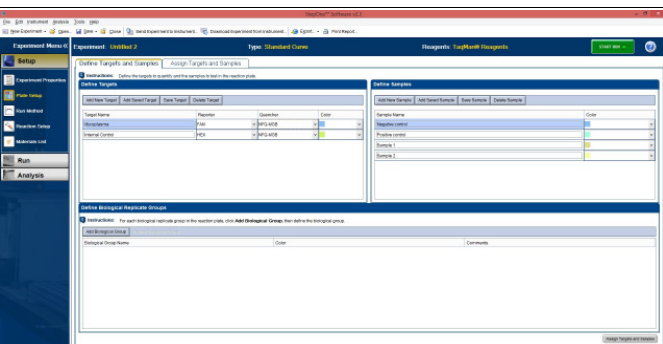 StepOne™ Software v2.3
File Edit Instrument Analysis Tools Help
New Experiment Open... Save Close Send Experiment to Instrument... Download Experiment from Instrument... Export... Print Report...
Experiment Menu «
Experiment: Untitled 2 Type: Standard Curve Reagents: TaqMan® Reagents START RUN
Setup
Experiment Properties
Plate Setup
Run Method
Reaction Setup
Materials List
Run
Analysis
Define Targets and Samples Assign Targets and Samples
Instructions: Define the targets to quantify and the samples to test in the reaction plate.
Define Targets
Add New Target Add Saved Target Save Target Delete Target
Target Name Reporter Quencher Color
Mycoplasma FAM NFQ-MGB
Internal Control HEX NFQ-MGB
Define Samples
Add New Sample Add Saved Sample Save Sample Delete Sample
Sample Name Color
Negative control
Positive control
Sample 1
Sample 2
Define Biological Replicate Groups
Instructions: For each biological replicate group in the reaction plate, click Add Biological Group, then define the biological group.
Add Biological Group
Biological Group Name Color Comments
Assign Targets and Samples